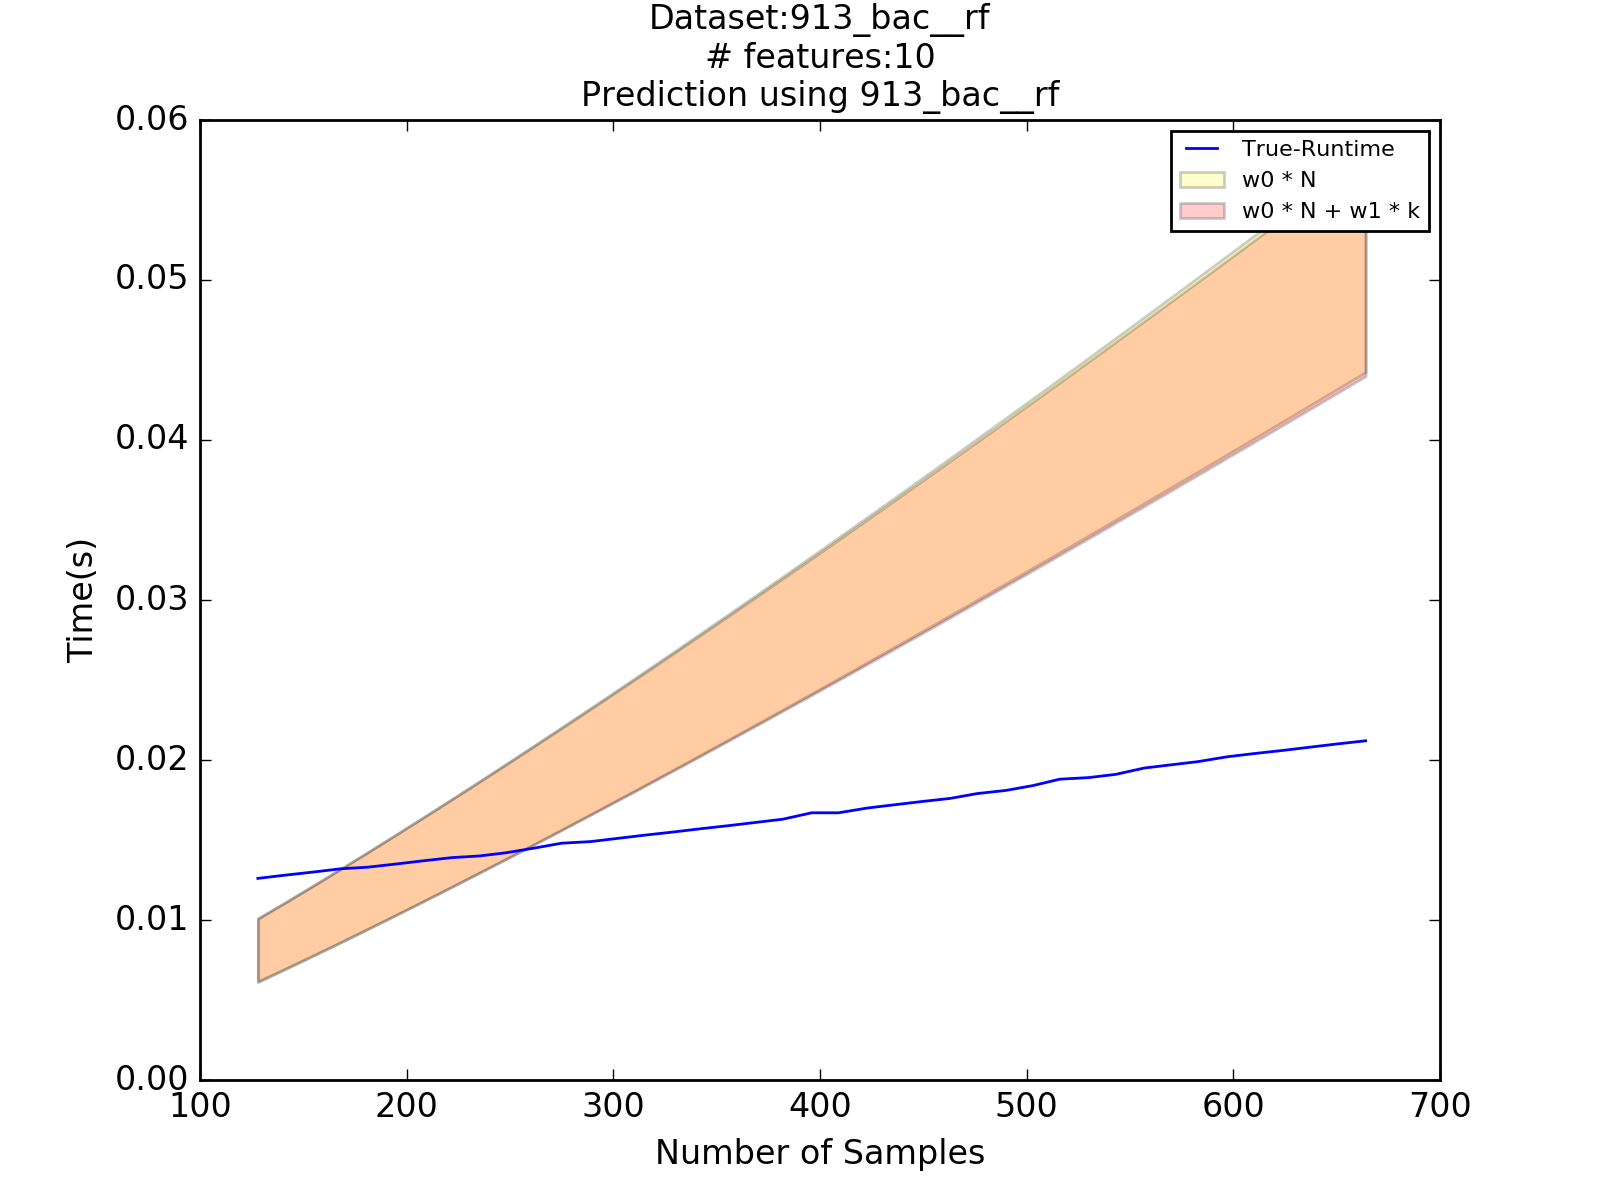 Dataset:913_bac__rf
# features:10
Prediction using 913_bac__rf
0.06
0.05
0.04
0.03
0.02
0.01
0.00
Time(s)
True-Runtime
w0 * N
w0 * N + w1 * k
100 200 300 400 500 600 700
Number of Samples